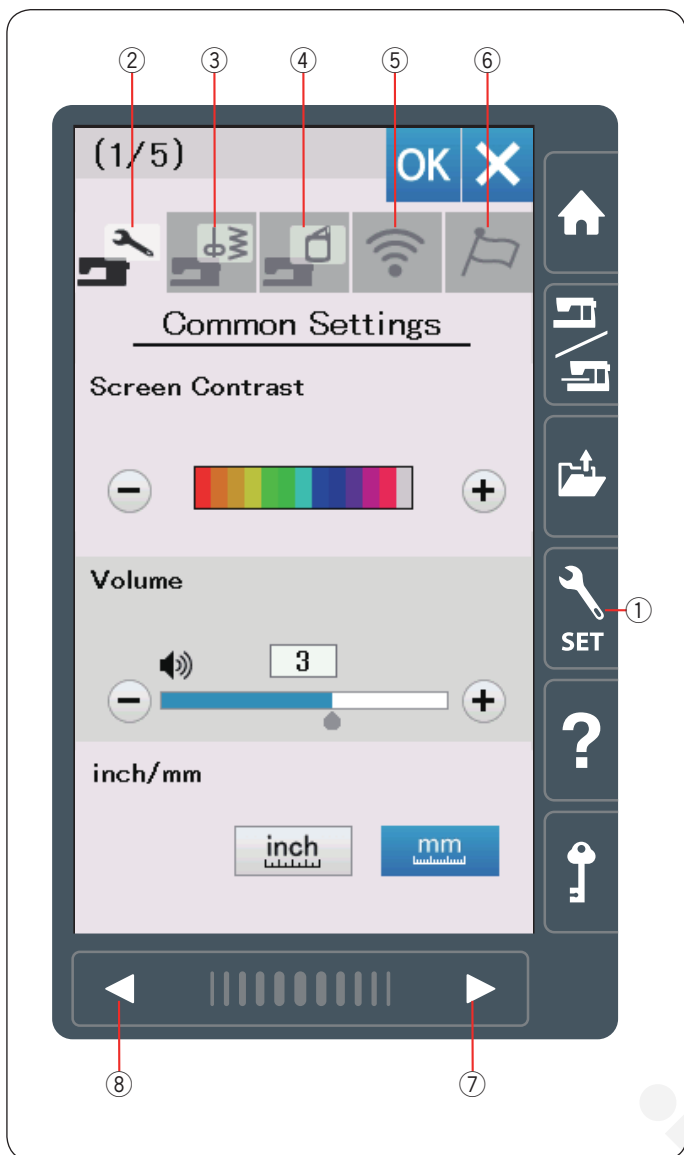 ② ③ ④ ⑤ ⑥
(1/5) OK
Common Settings
Screen Contrast
Volume
3
①
SET
inch/mm
?
inch mm
⑧ ⑦